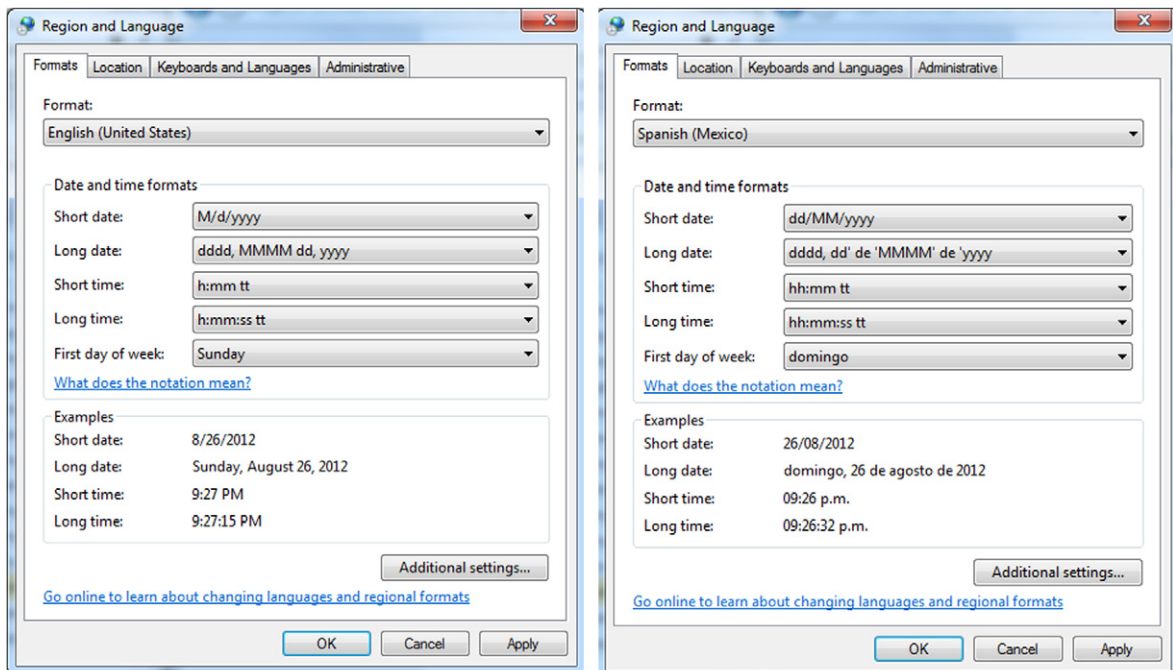 Region and Language
Formats Location Keyboards and Languages Administrative
Format:
English (United States)
Date and time formats
Short date: M/d/yyyy
Long date: dddd, MMMM dd, yyyy
Short time: h:mm tt
Long time: h:mm:ss tt
First day of week: Sunday
What does the notation mean?
Examples
Short date: 8/26/2012
Long date: Sunday, August 26, 2012
Short time: 9:27 PM
Long time: 9:27:15 PM
Additional settings...
Go online to learn about changing languages and regional formats
OK Cancel Apply
Region and Language
Formats Location Keyboards and Languages Administrative
Format:
Spanish (Mexico)
Date and time formats
Short date: dd/MM/yyyy
Long date: dddd, dd' de 'MMMM' de 'yyyy
Short time: hh:mm tt
Long time: hh:mm:ss tt
First day of week: domingo
What does the notation mean?
Examples
Short date: 26/08/2012
Long date: domingo, 26 de agosto de 2012
Short time: 09:26 p.m.
Long time: 09:26:32 p.m.
Additional settings...
Go online to learn about changing languages and regional formats
OK Cancel Apply